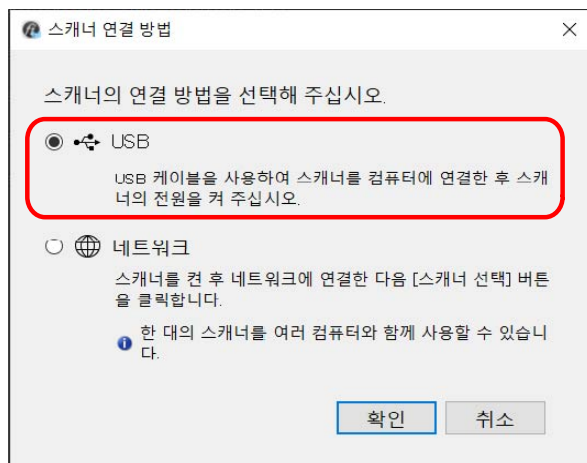 스캐너 연결 방법
스캐너의 연결 방법을 선택해 주십시오.
USB
USB 케이블을 사용하여 스캐너를 컴퓨터에 연결한 후 스캐
너의 전원을 켜 주십시오.
네트워크
스캐너를 켠 후 네트워크에 연결한 다음 [스캐너 선택] 버튼
을 클릭합니다.
한 대의 스캐너를 여러 컴퓨터와 함께 사용할 수 있습니
다.
확인 취소